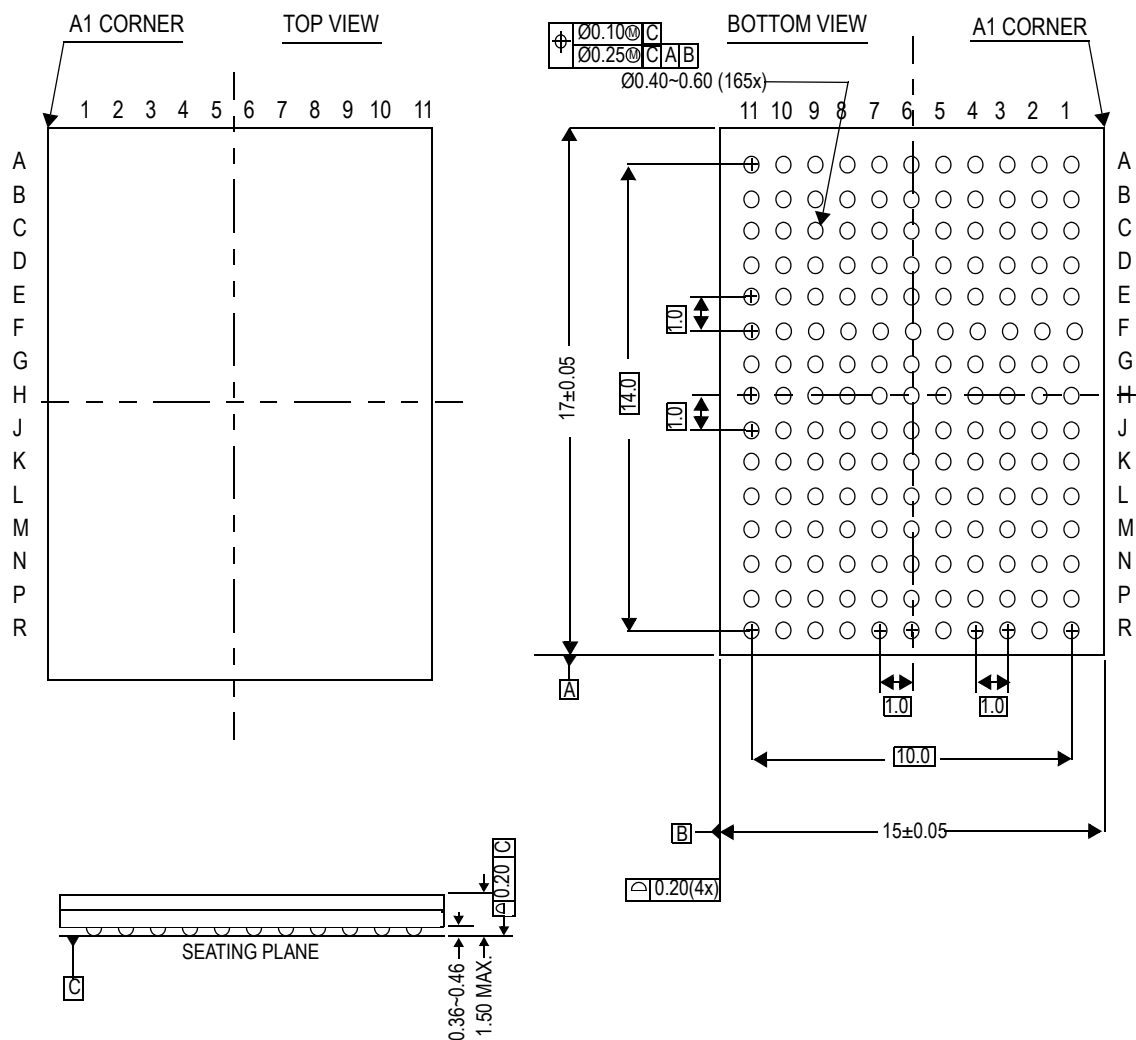 A1 CORNER
TOP VIEW
Ø0.10Ⓜ C
Ø0.25Ⓜ C A B
BOTTOM VIEW
A1 CORNER
Ø0.40~0.60 (165x)
1 2 3 4 5 6 7 8 9 10 11
11 10 9 8 7 6 5 4 3 2 1
A
B
C
D
E
F
G
H
J
K
L
M
N
P
R
17±0.05
14.0
1.0
1.0
A
B
C
D
E
F
G
H
J
K
L
M
N
P
R
A
1.0
1.0
10.0
B
15±0.05
0.20(4x)
0.20 C
SEATING PLANE
C
0.36~0.46
1.50 MAX.